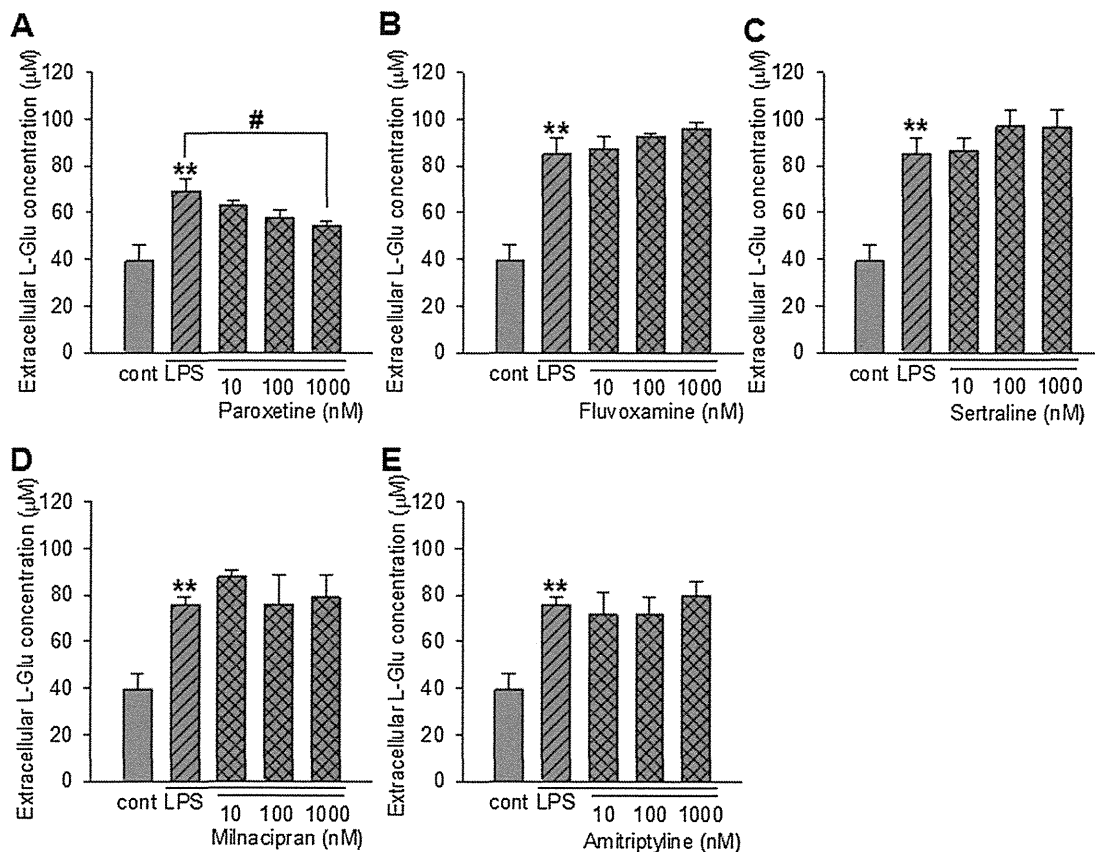 A
Extracellular L-Glu concentration (μM)
120
100
80
60
40
20
0
**
#
cont LPS
10 100 1000
Paroxetine (nM)
B
Extracellular L-Glu concentration (μM)
120
100
80
60
40
20
0
**
cont LPS
10 100 1000
Fluvoxamine (nM)
C
Extracellular L-Glu concentration (μM)
120
100
80
60
40
20
0
**
cont LPS
10 100 1000
Sertraline (nM)
D
Extracellular L-Glu concentration (μM)
120
100
80
60
40
20
0
**
cont LPS
10 100 1000
Milnacipran (nM)
E
Extracellular L-Glu concentration (μM)
120
100
80
60
40
20
0
**
cont LPS
10 100 1000
Amitriptyline (nM)